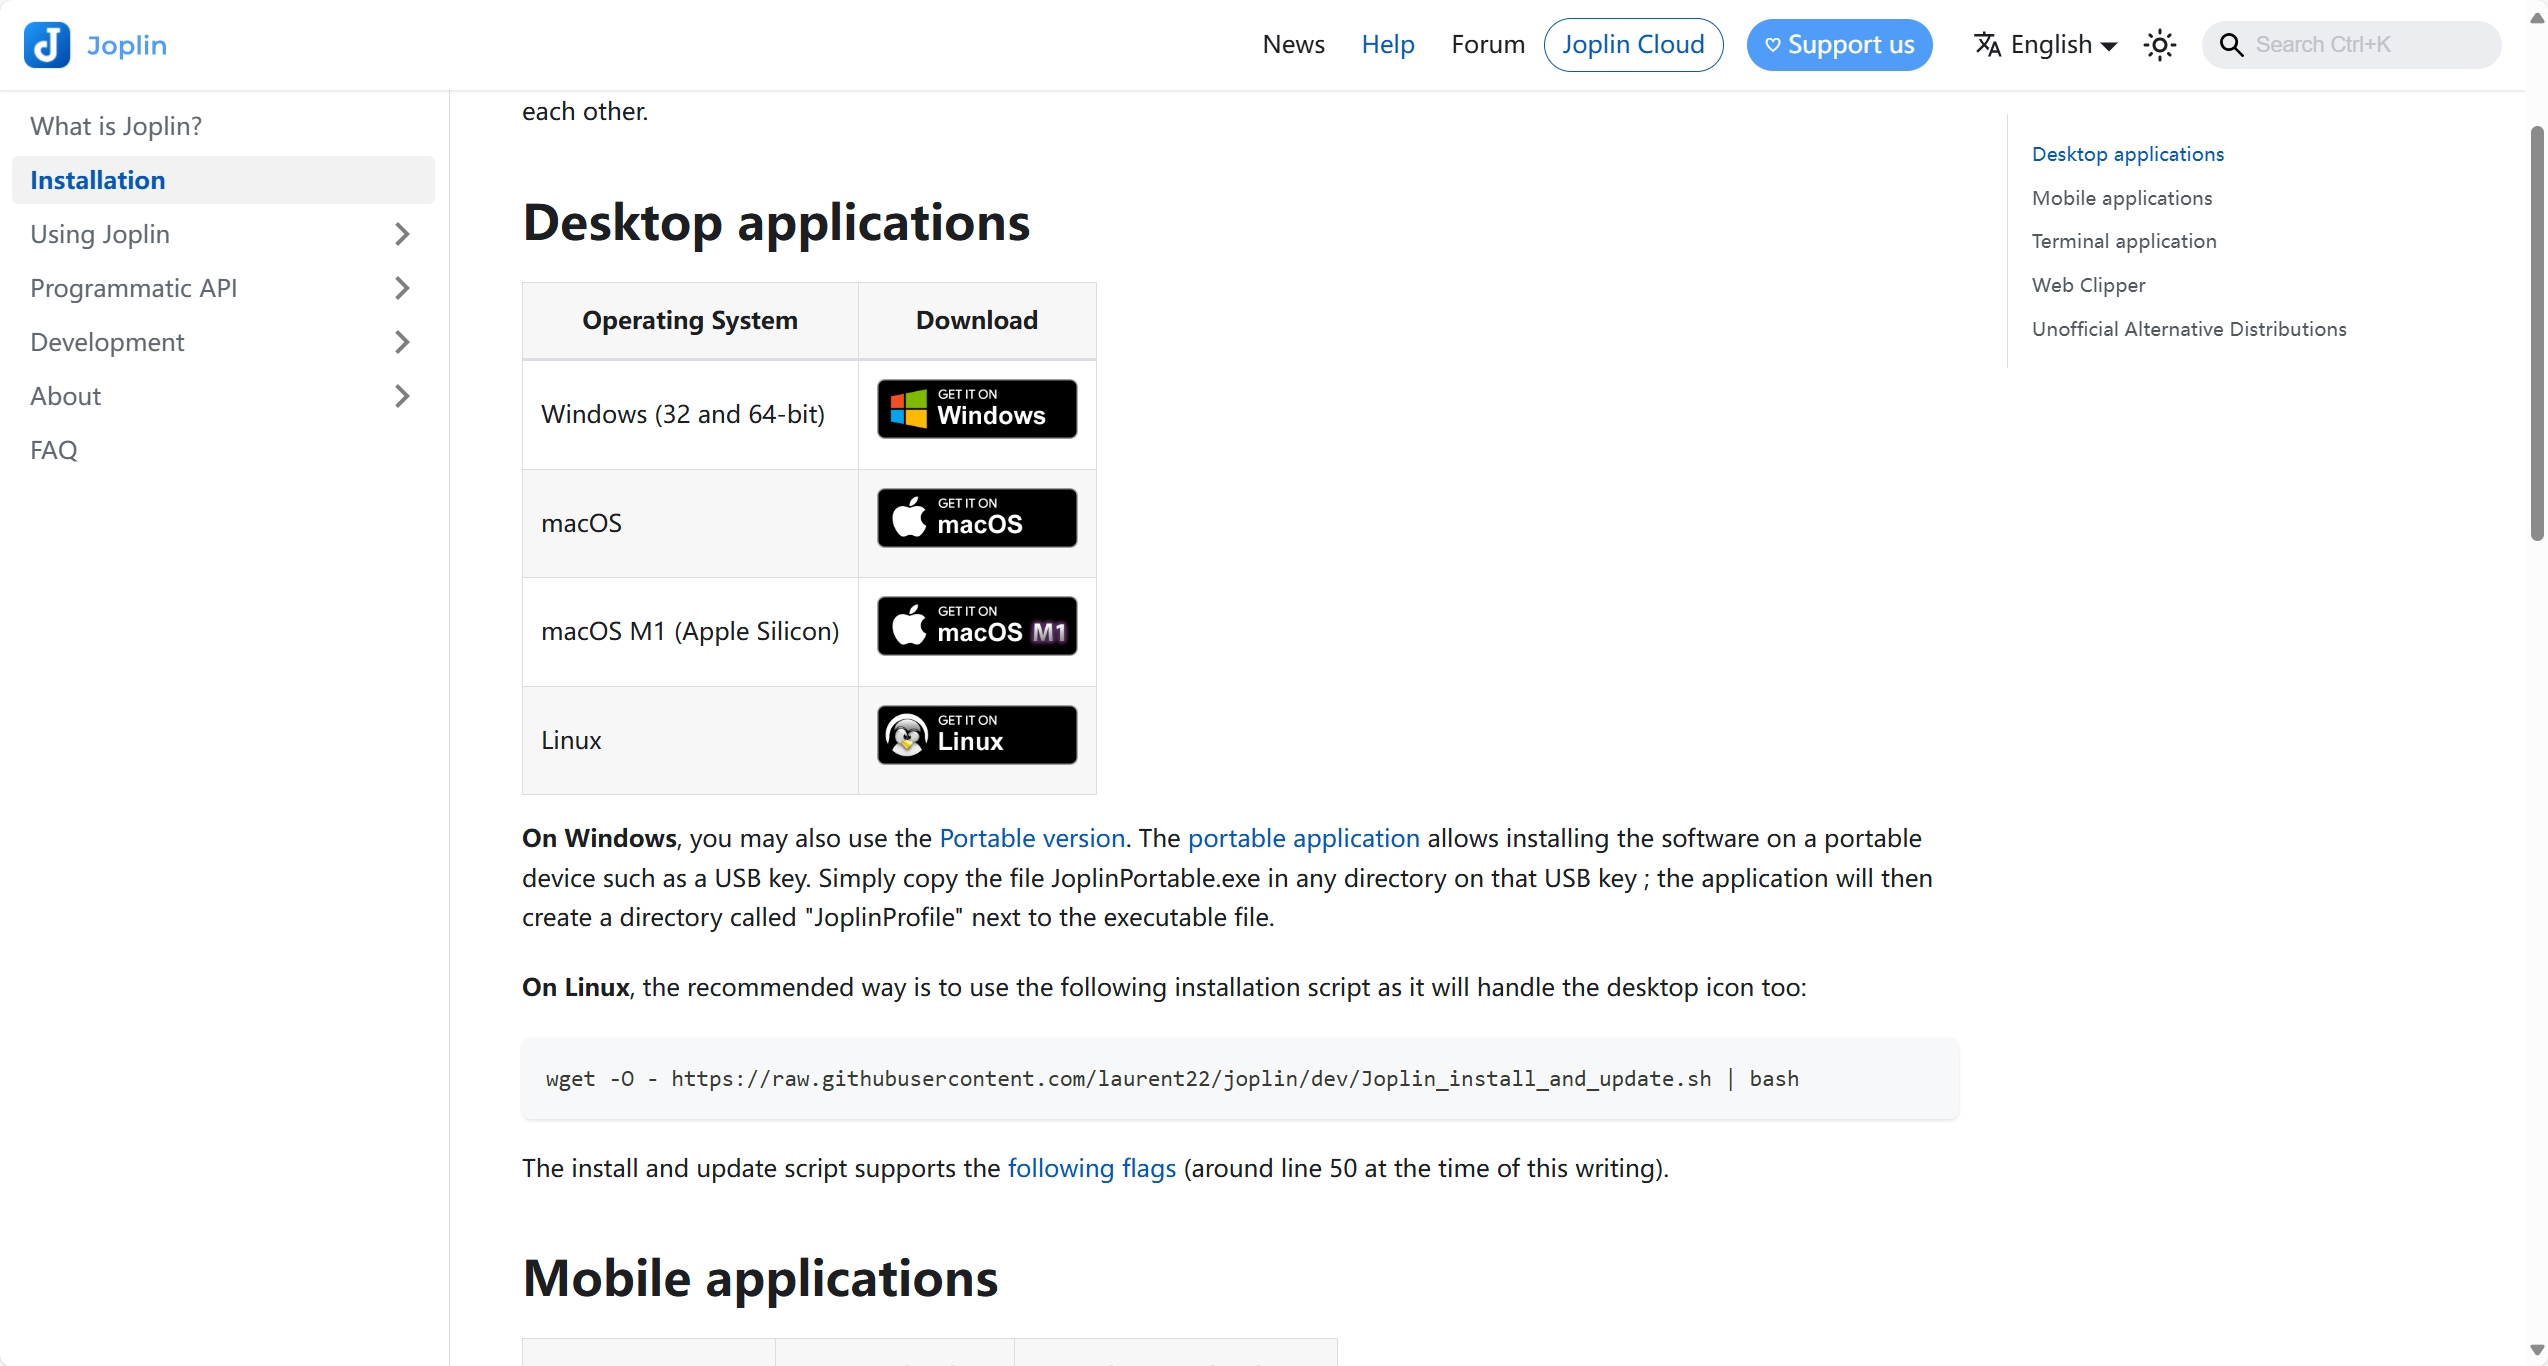 Joplin
News
Help
Forum
Joplin Cloud
♡ Support us
English
Search Ctrl+K
What is Joplin?
Installation
Using Joplin
Programmatic API
Development
About
FAQ
each other.
Desktop applications
Operating System
Download
Windows (32 and 64-bit)
GET IT ON
Windows
macOS
GET IT ON
macOS
macOS M1 (Apple Silicon)
GET IT ON
macOS M1
Linux
GET IT ON
Linux
On Windows, you may also use the Portable version. The portable application allows installing the software on a portable
device such as a USB key. Simply copy the file JoplinPortable.exe in any directory on that USB key ; the application will then
create a directory called "JoplinProfile" next to the executable file.
On Linux, the recommended way is to use the following installation script as it will handle the desktop icon too:
wget -O - https://raw.githubusercontent.com/laurent22/joplin/dev/Joplin_install_and_update.sh | bash
The install and update script supports the following flags (around line 50 at the time of this writing).
Mobile applications
Desktop applications
Mobile applications
Terminal application
Web Clipper
Unofficial Alternative Distributions